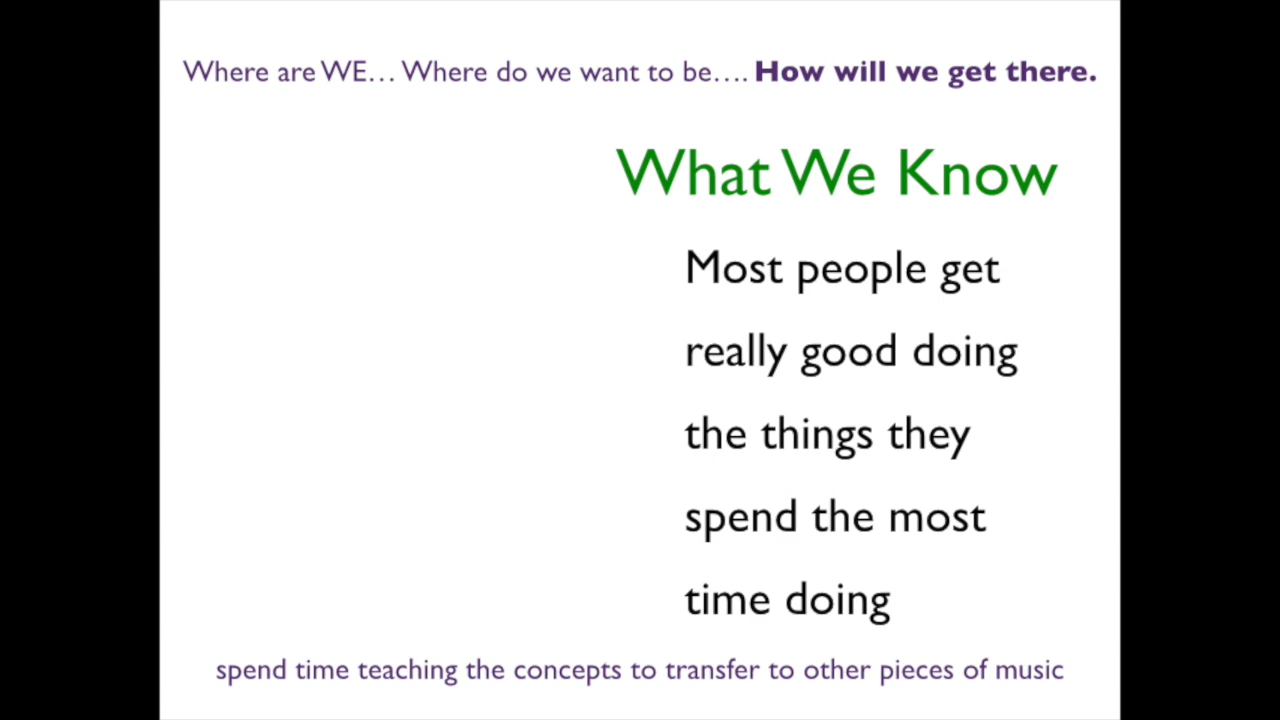 Where are WE… Where do we want to be…. How will we get there.
What We Know
Most people get
really good doing
the things they
spend the most
time doing
spend time teaching the concepts to transfer to other pieces of music